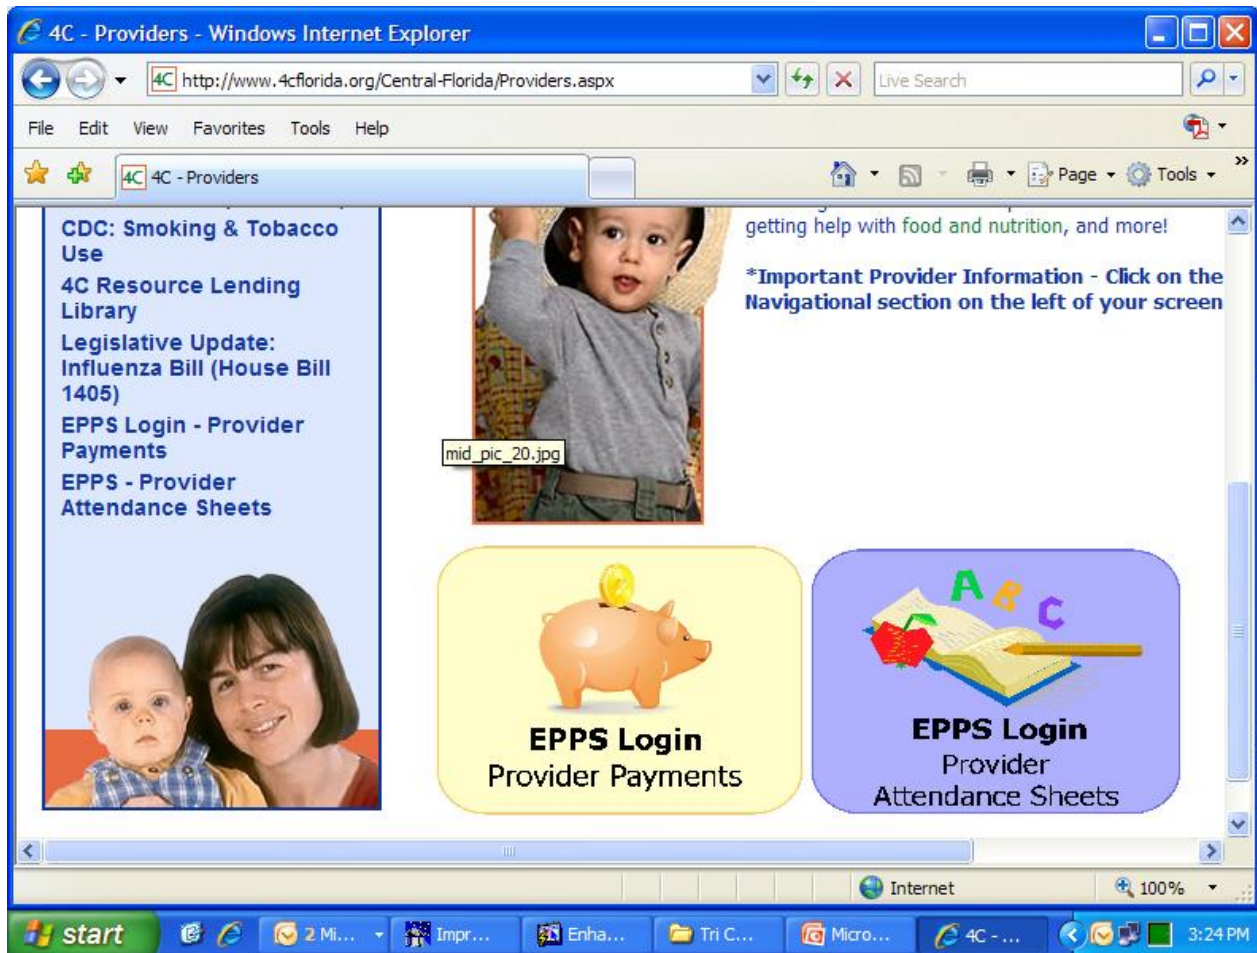 4C - Providers - Windows Internet Explorer
4C http://www.4cflorida.org/Central-Florida/Providers.aspx
Live Search
File Edit View Favorites Tools Help
4C 4C - Providers
Page Tools
CDC: Smoking & Tobacco
Use
4C Resource Lending
Library
Legislative Update:
Influenza Bill (House Bill
1405)
EPPS Login - Provider
Payments
EPPS - Provider
Attendance Sheets
mid_pic_20.jpg
getting help with food and nutrition, and more!
*Important Provider Information - Click on the
Navigational section on the left of your screen
EPPS Login
Provider Payments
A B C
EPPS Login
Provider
Attendance Sheets
Internet 100%
start 2 Mi... Impr... Enha... Tri C... Micro... 4C - ... 3:24 PM